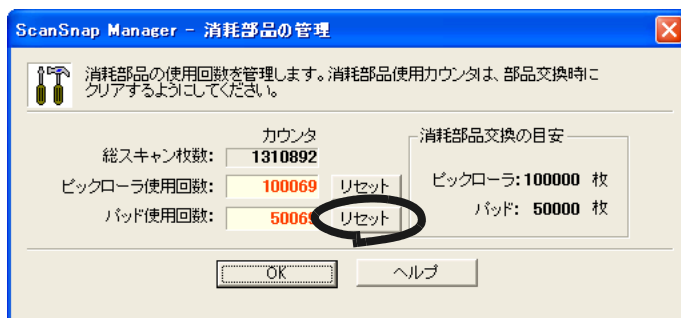 ScanSnap Manager - 消耗部品の管理
消耗部品の使用回数を管理します。消耗部品使用カウンタは、部品交換時に
クリアするようにしてください。
カウンタ
総スキャン枚数: 1310892
ピックローラ使用回数: 100069 リセット
パッド使用回数: 50069 リセット
消耗部品交換の目安
ピックローラ: 100000 枚
パッド: 50000 枚
OK ヘルプ